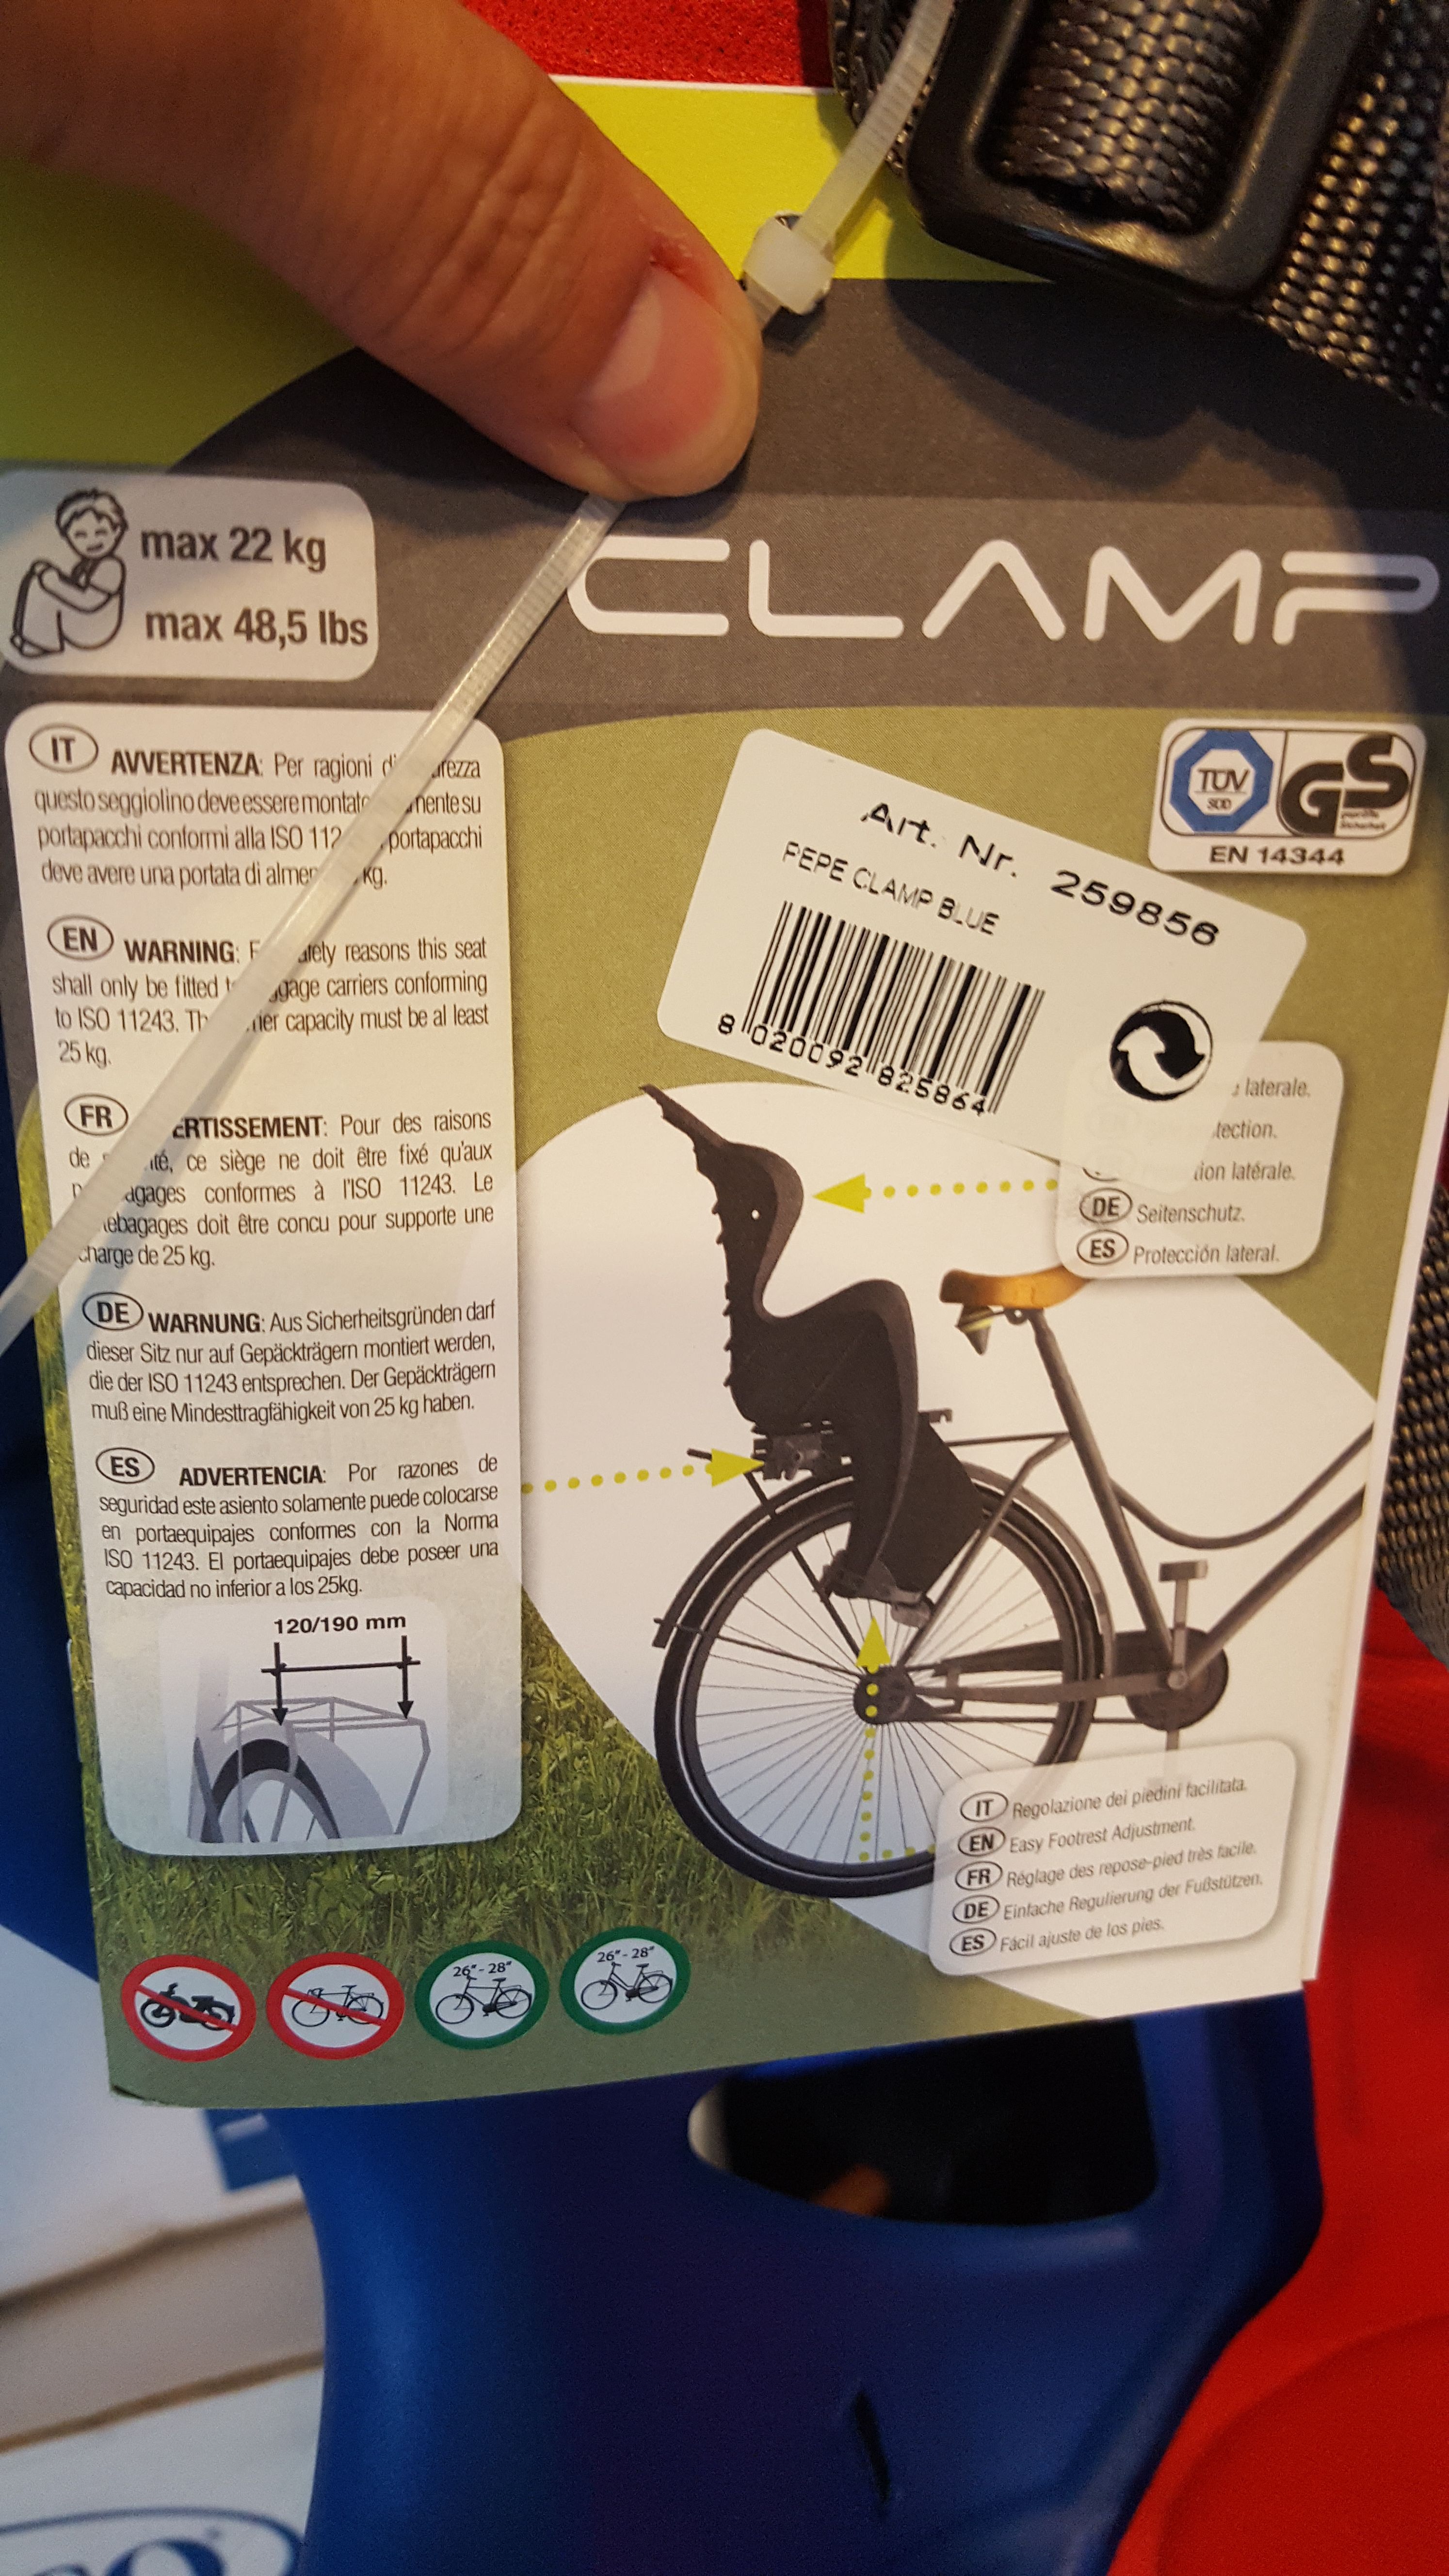 max 22 kg
max 48,5 lbs
CLAMP
IT AVVERTENZA: Per ragioni
questo seggiolino deve essere su
portapacchi conformi alla ISO portapacchi
deve avere una portata di kg.
EN WARNING: reasons this seat
shall only be fitted carriers conforming
to ISO 11243. capacity must be al least
25 kg.
FR Pour des raisons
de ce siège ne doit être fixé qu'aux
conformes à l'ISO 11243. Le
doit être concu pour supporte une
charge de 25 kg.
DE WARNUNG: Aus Sicherheitsgründen darf
dieser Sitz nur auf Gepäckträgern montiert werden,
die der ISO 11243 entsprechen. Der Gepäckträgern
muß eine Mindesttragfähigkeit von 25 kg haben.
ES ADVERTENCIA: Por razones de
seguridad este asiento solamente puede colocarse
en portaequipajes conformes con la Norma
ISO 11243. El portaequipajes debe poseer una
capacidad no inferior a los 25kg.
120/190 mm
TÜV
SÜD
GS
geprüfte
Sicherheit
EN 14344
Art. Nr. 259856
PEPE CLAMP BLUE
8 020092 825864
laterale.
latérale.
DE Seitenschutz.
ES Protección lateral.
IT Regolazione dei piedini facilitata.
EN Easy Footrest Adjustment.
FR Réglage des repose-pied très facile.
DE Einfache Regulierung der Fußstützen.
ES Fácil ajuste de los pies.
26"-28"
26"-28"